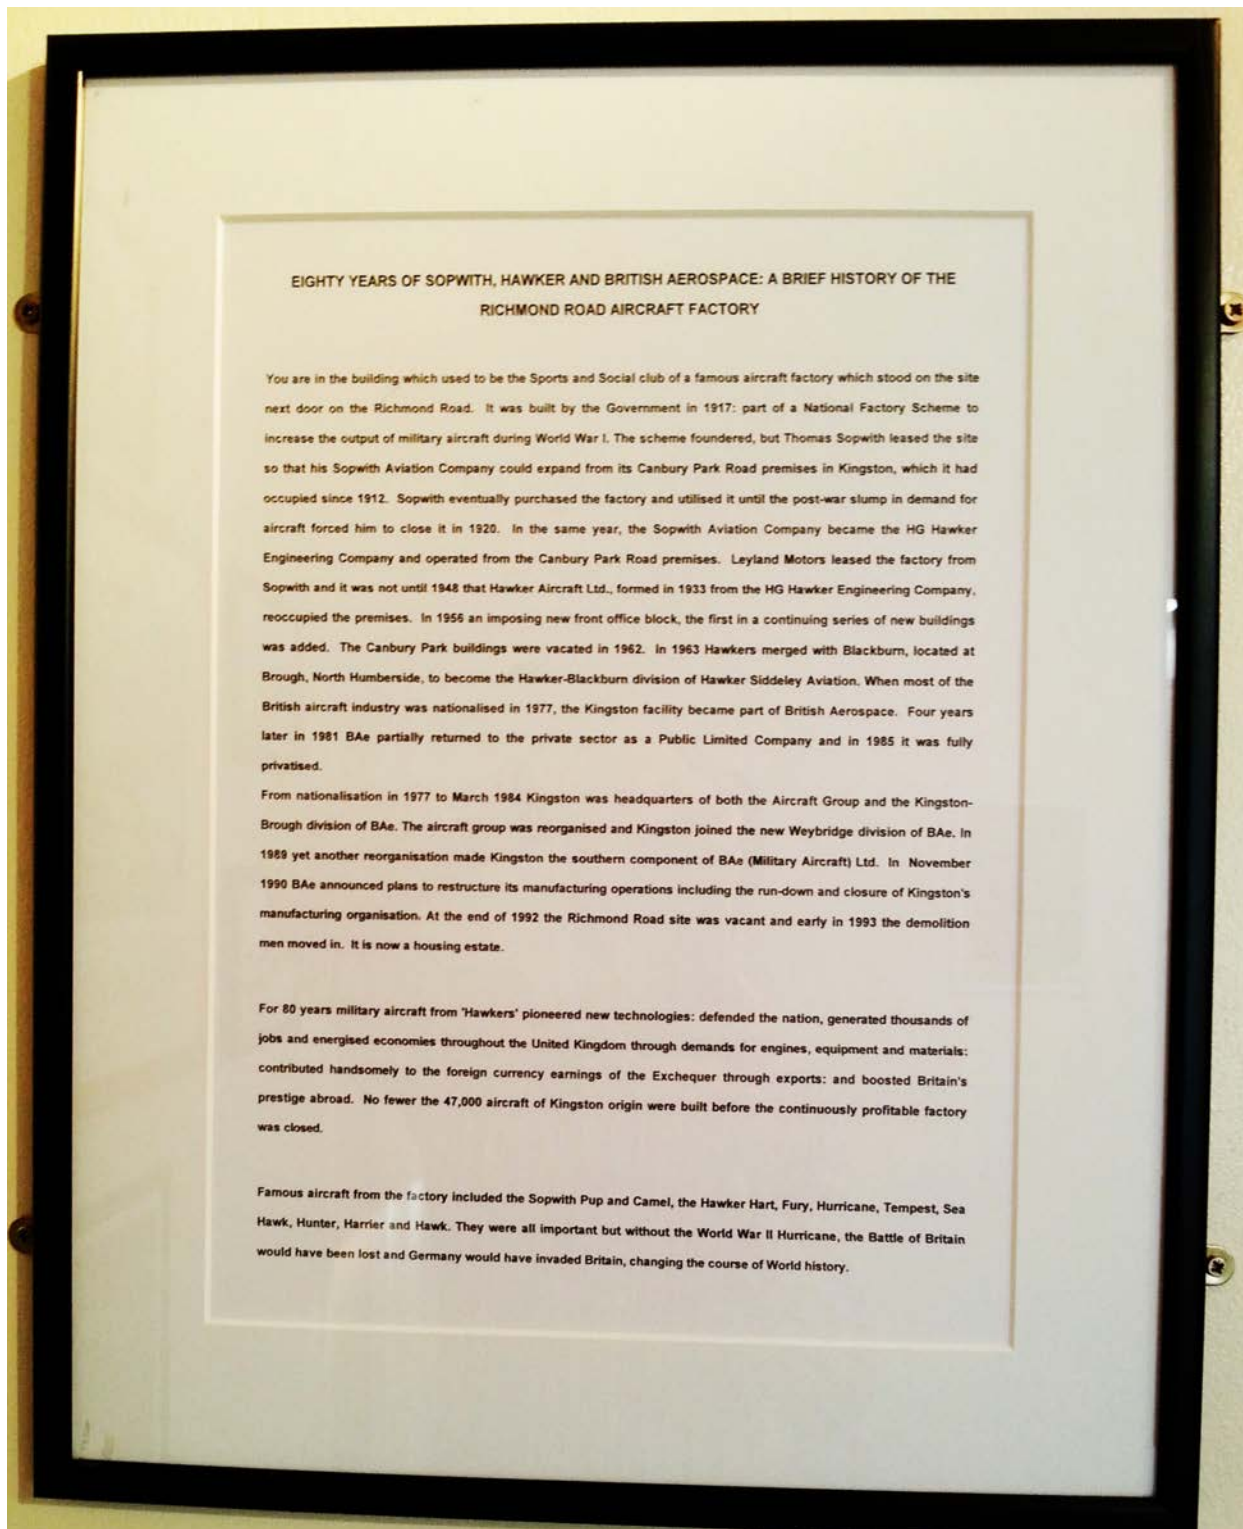 EIGHTY YEARS OF SOPWITH, HAWKER AND BRITISH AEROSPACE: A BRIEF HISTORY OF THE
RICHMOND ROAD AIRCRAFT FACTORY
You are in the building which used to be the Sports and Social club of a famous aircraft factory which stood on the site
next door on the Richmond Road. It was built by the Government in 1917: part of a National Factory Scheme to
increase the output of military aircraft during World War I. The scheme foundered, but Thomas Sopwith leased the site
so that his Sopwith Aviation Company could expand from its Canbury Park Road premises in Kingston, which it had
occupied since 1912. Sopwith eventually purchased the factory and utilised it until the post-war slump in demand for
aircraft forced him to close it in 1920. In the same year, the Sopwith Aviation Company became the HG Hawker
Engineering Company and operated from the Canbury Park Road premises. Leyland Motors leased the factory from
Sopwith and it was not until 1948 that Hawker Aircraft Ltd., formed in 1933 from the HG Hawker Engineering Company,
reoccupied the premises. In 1956 an imposing new front office block, the first in a continuing series of new buildings
was added. The Canbury Park buildings were vacated in 1962. In 1963 Hawkers merged with Blackburn, located at
Brough, North Humberside, to become the Hawker-Blackburn division of Hawker Siddeley Aviation. When most of the
British aircraft industry was nationalised in 1977, the Kingston facility became part of British Aerospace. Four years
later in 1981 BAe partially returned to the private sector as a Public Limited Company and in 1985 it was fully
privatised.
From nationalisation in 1977 to March 1984 Kingston was headquarters of both the Aircraft Group and the Kingston-
Brough division of BAe. The aircraft group was reorganised and Kingston joined the new Weybridge division of BAe. In
1989 yet another reorganisation made Kingston the southern component of BAe (Military Aircraft) Ltd. In November
1990 BAe announced plans to restructure its manufacturing operations including the run-down and closure of Kingston's
manufacturing organisation. At the end of 1992 the Richmond Road site was vacant and early in 1993 the demolition
men moved in. It is now a housing estate.
For 80 years military aircraft from 'Hawkers' pioneered new technologies: defended the nation, generated thousands of
jobs and energised economies throughout the United Kingdom through demands for engines, equipment and materials:
contributed handsomely to the foreign currency earnings of the Exchequer through exports: and boosted Britain's
prestige abroad. No fewer the 47,000 aircraft of Kingston origin were built before the continuously profitable factory
was closed.
Famous aircraft from the factory included the Sopwith Pup and Camel, the Hawker Hart, Fury, Hurricane, Tempest, Sea
Hawk, Hunter, Harrier and Hawk. They were all important but without the World War II Hurricane, the Battle of Britain
would have been lost and Germany would have invaded Britain, changing the course of World history.